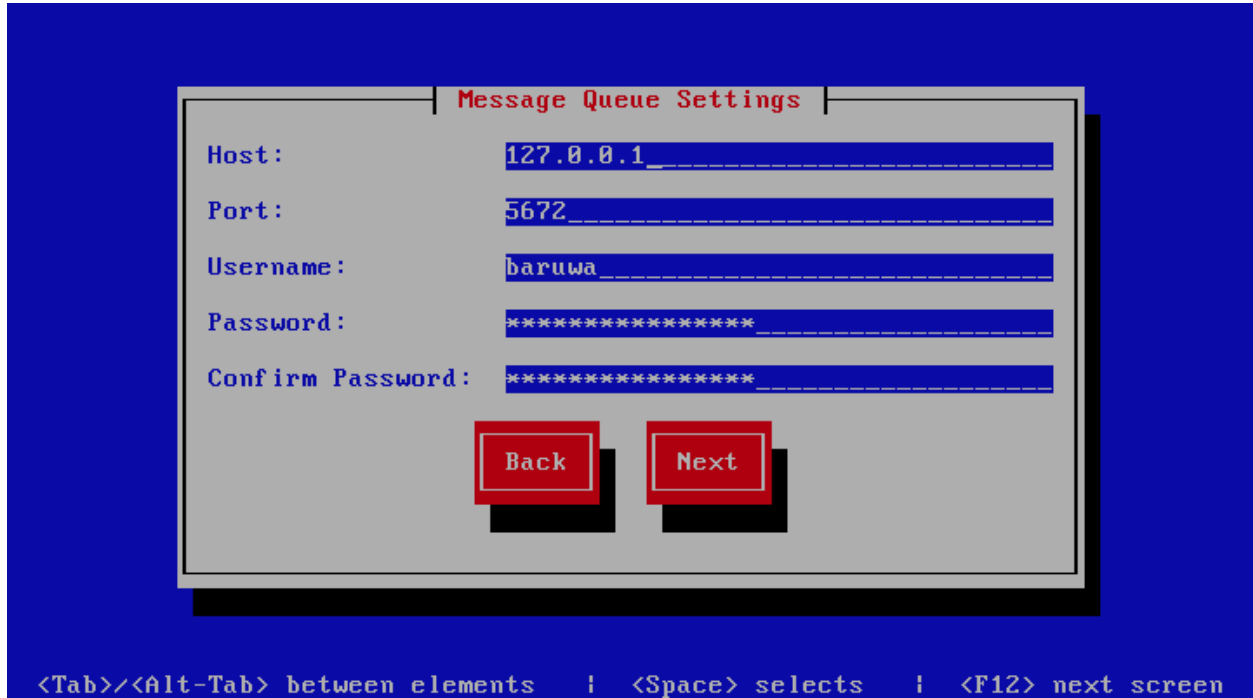 Message Queue Settings
Host: 127.0.0.1
Port: 5672
Username: baruwa
Password: ****************
Confirm Password: ****************
Back Next
<Tab>/<Alt-Tab> between elements | <Space> selects | <F12> next screen